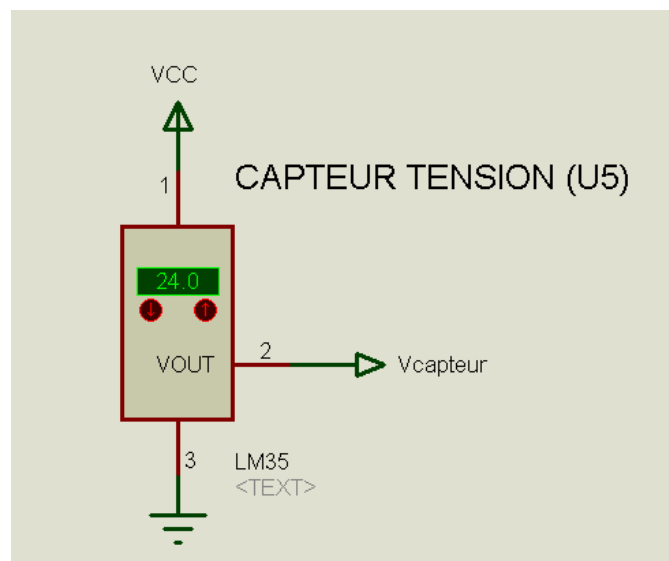 VCC
1
CAPTEUR TENSION (U5)
24.0
VOUT
2
Vcapteur
3
LM35
<TEXT>